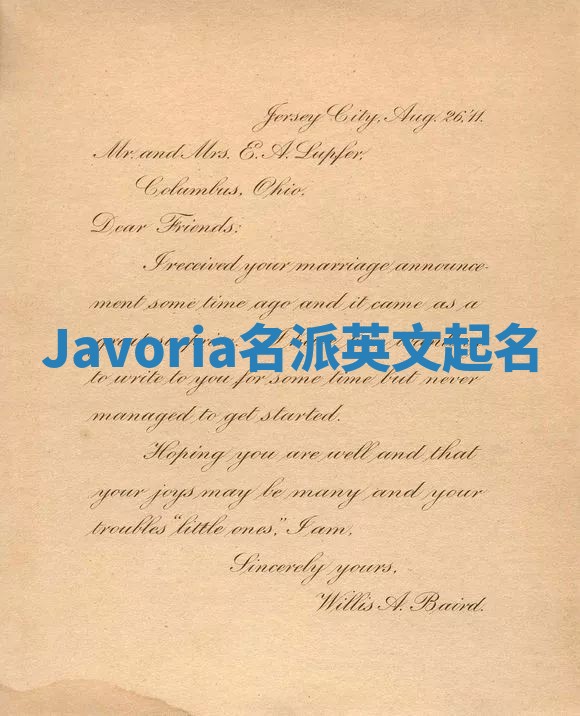 Jersey City, Aug. 26,'11.
Mr. and Mrs. E. A. Lupfer,
Columbus, Ohio.
Dear Friends:
I received your marriage announce-
ment some time ago and it came as a
Javoria名派英文起名
to write to you for some time but never
managed to get started.
Hoping you are well and that
your joys may be many and your
troubles "little ones," I am,
Sincerely yours,
Willis A. Baird.